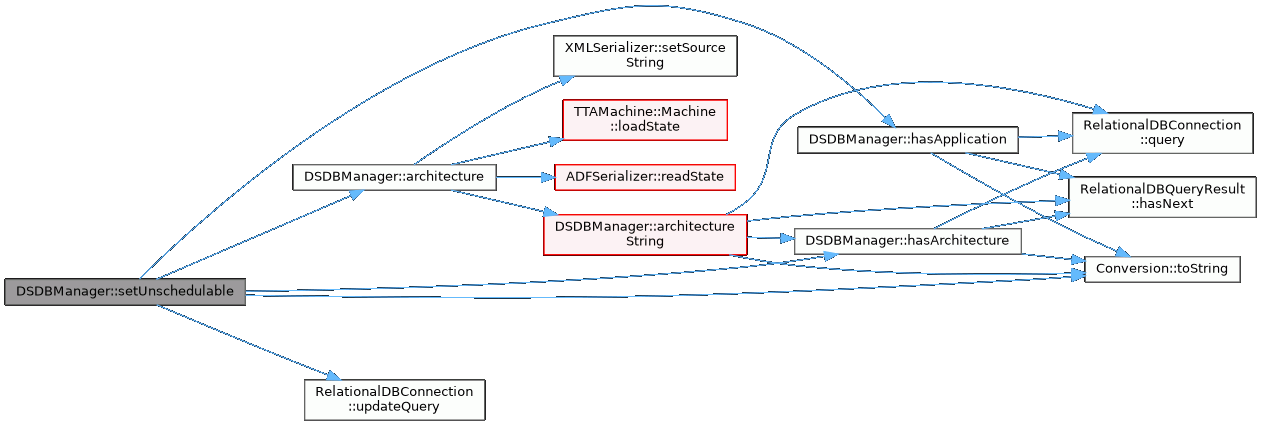 XMLSerializer::setSource
String
TTAMachine::Machine
::loadState
DSDBManager::architecture
ADFSerializer::readState
DSDBManager::architecture
String
DSDBManager::hasApplication
RelationalDBConnection
::query
RelationalDBQueryResult
::hasNext
DSDBManager::hasArchitecture
Conversion::toString
DSDBManager::setUnschedulable
RelationalDBConnection
::updateQuery